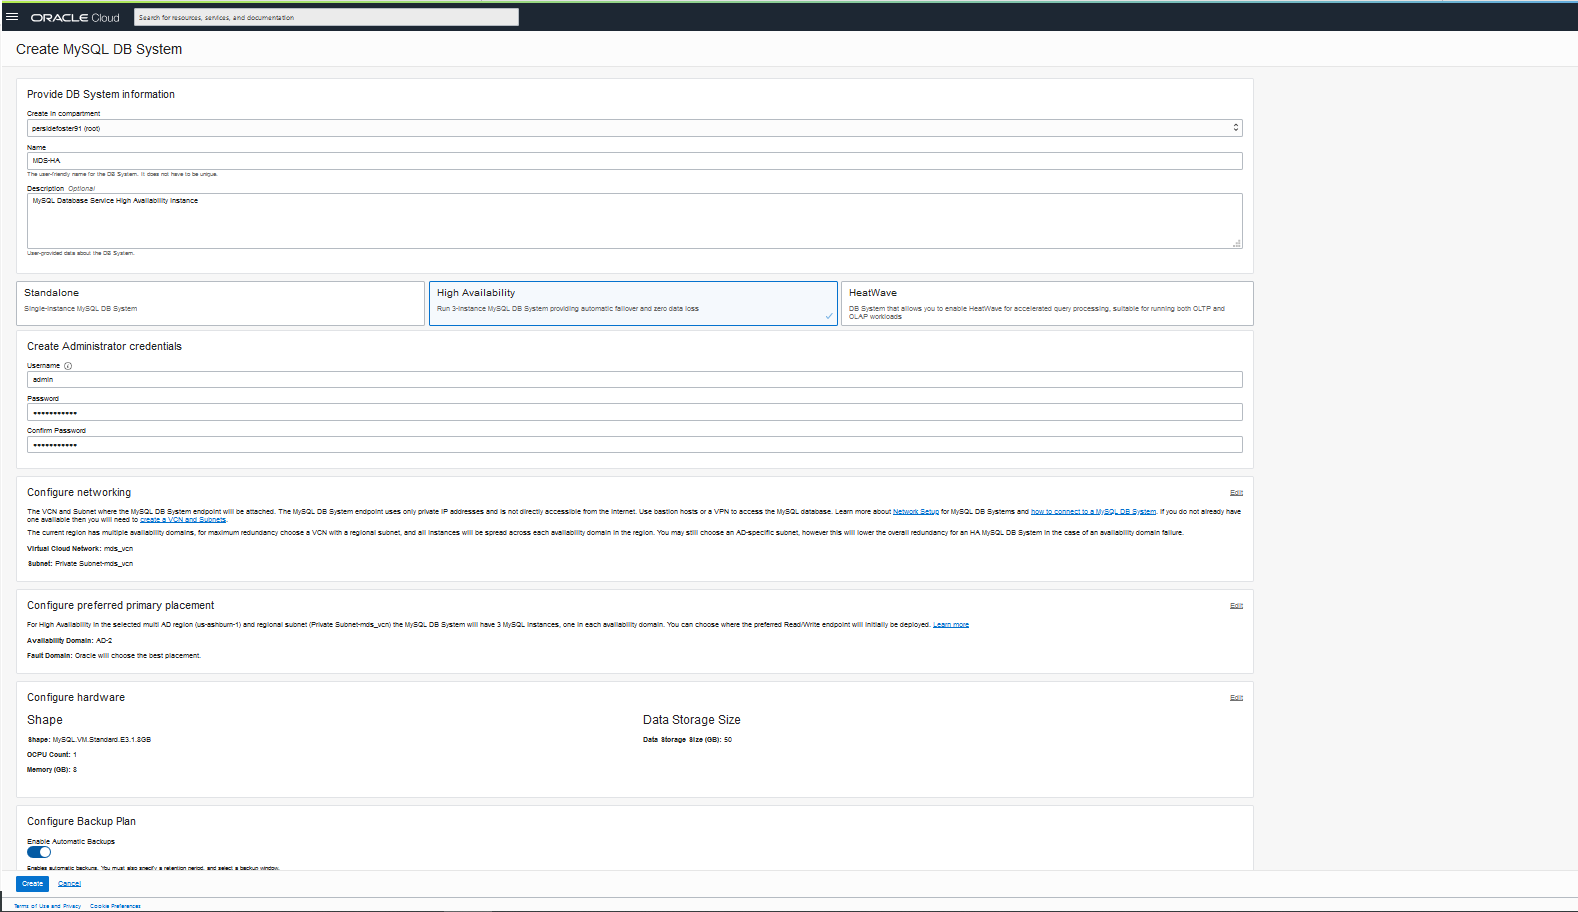 ORACLE Cloud
Search for resources, services, and documentation
Create MySQL DB System
Provide DB System information
Create in compartment
persidefoster91 (root)
Name
MDS-HA
The user-friendly name for the DB System. It does not have to be unique.
Description Optional
MySQL Database Service High Availability Instance
User-provided data about the DB System.
Standalone
Single-instance MySQL DB System
High Availability
Run 3-instance MySQL DB System providing automatic failover and zero data loss
HeatWave
DB System that allows you to enable HeatWave for accelerated query processing, suitable for running both OLTP and
OLAP workloads
Create Administrator credentials
Username
admin
Password
•••••••••••
Confirm Password
•••••••••••
Configure networking
Edit
The VCN and Subnet where the MySQL DB System endpoint will be attached. The MySQL DB System endpoint uses only private IP addresses and is not directly accessible from the internet. Use bastion hosts or a VPN to access the MySQL database. Learn more about Network Setup for MySQL DB Systems and how to connect to a MySQL DB System. If you do not already have
one available then you will need to create a VCN and Subnets.
The current region has multiple availability domains, for maximum redundancy choose a VCN with a regional subnet, and all instances will be spread across each availability domain in the region. You may still choose an AD-specific subnet, however this will lower the overall redundancy for an HA MySQL DB System in the case of an availability domain failure.
Virtual Cloud Network: mds_vcn
Subnet: Private Subnet-mds_vcn
Configure preferred primary placement
Edit
For High Availability in the selected multi AD region (us-ashburn-1) and regional subnet (Private Subnet-mds_vcn) the MySQL DB System will have 3 MySQL instances, one in each availability domain. You can choose where the preferred Read/Write endpoint will initially be deployed. Learn more
Availability Domain: AD-2
Fault Domain: Oracle will choose the best placement.
Configure hardware
Edit
Shape
Shape: MySQL.VM.Standard.E3.1.8GB
OCPU Count: 1
Memory (GB): 8
Data Storage Size
Data Storage Size (GB): 50
Configure Backup Plan
Enable Automatic Backups
Enables automatic backups. You must also specify a retention period, and select a backup window.
Create
Cancel
Terms of Use and Privacy
Cookie Preferences